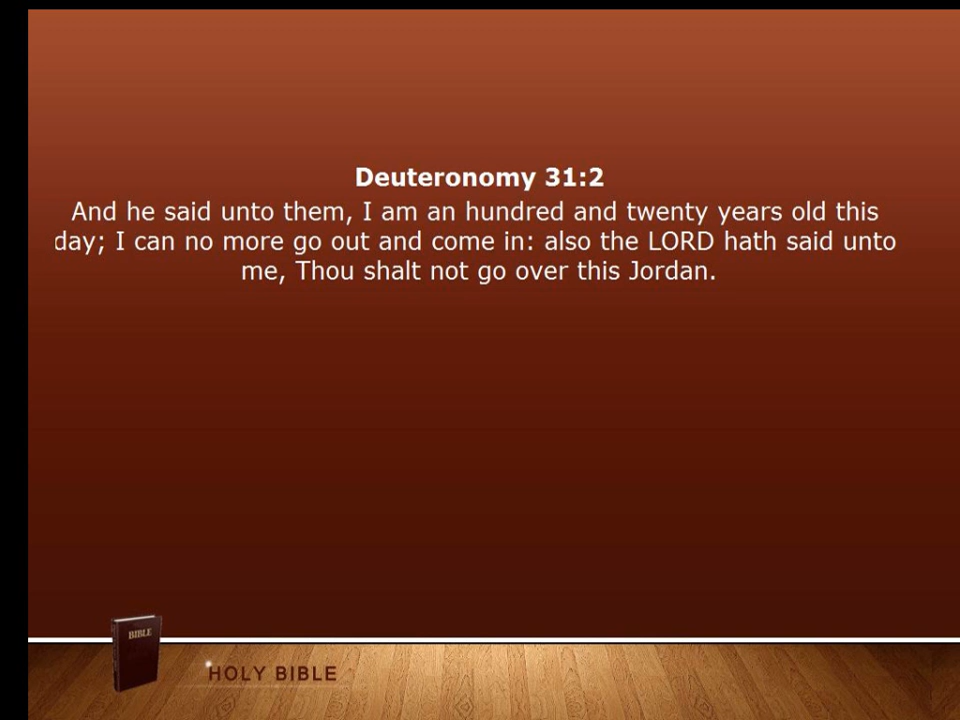 Deuteronomy 31:2
And he said unto them, I am an hundred and twenty years old this
day; I can no more go out and come in: also the LORD hath said unto
me, Thou shalt not go over this Jordan.
BIBLE
HOLY BIBLE